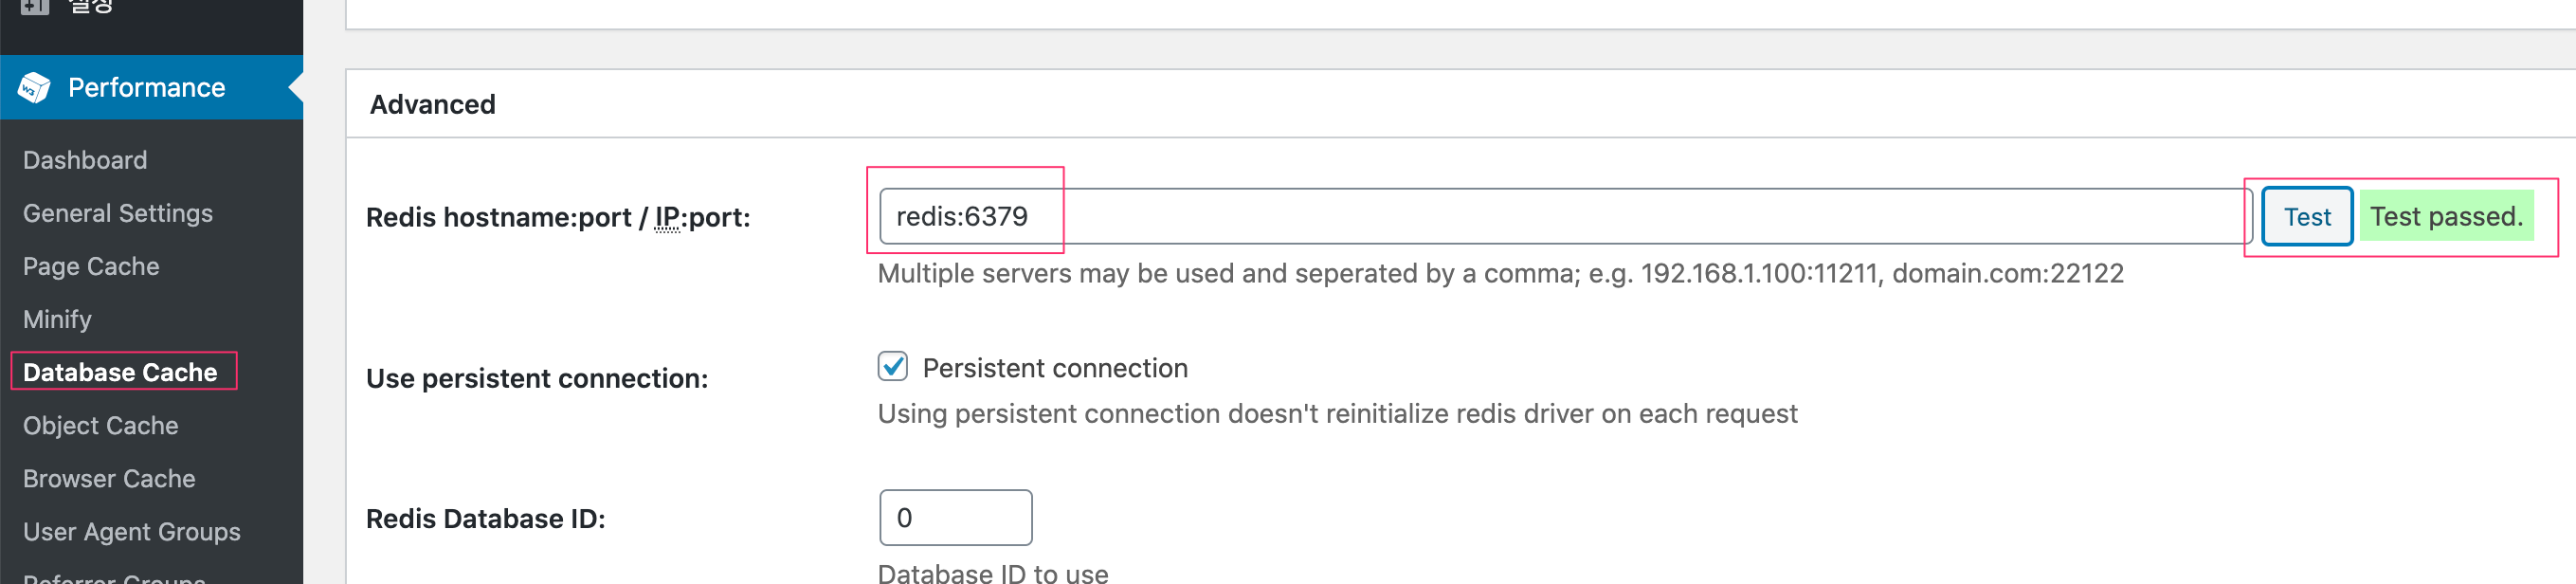 설정
Performance
Dashboard
General Settings
Page Cache
Minify
Database Cache
Object Cache
Browser Cache
User Agent Groups
Referrer Groups
Advanced
Redis hostname:port / IP:port:
redis:6379
Test
Test passed.
Multiple servers may be used and seperated by a comma; e.g. 192.168.1.100:11211, domain.com:22122
Use persistent connection:
Persistent connection
Using persistent connection doesn't reinitialize redis driver on each request
Redis Database ID:
0
Database ID to use